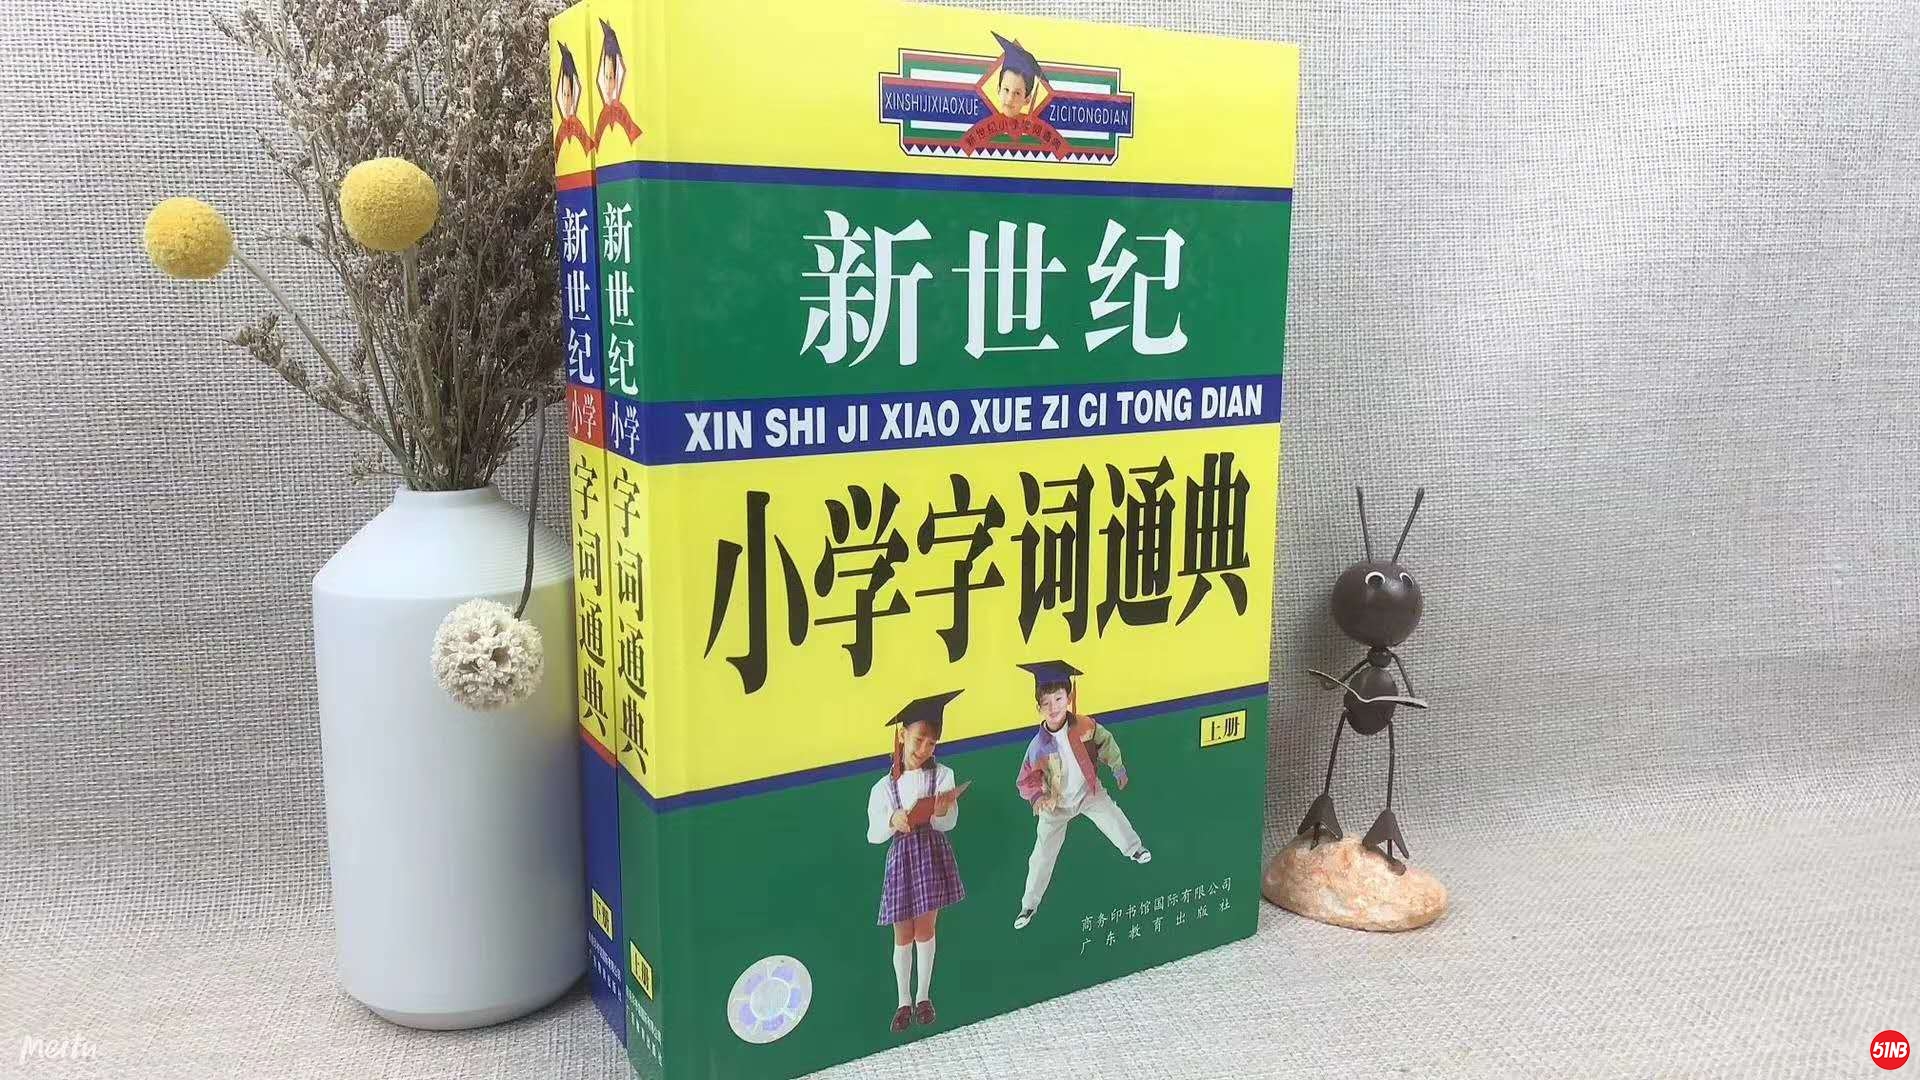 XINSHIJIXIAOXUE
ZICITONGDIAN
新世纪
XIN SHI JI XIAO XUE ZI CI TONG DIAN
小学字词通典
上册
商务印书馆国际有限公司
广东教育出版社
新世纪小学字词通典
下册
新世纪小学字词通典
上册
Meitu
51NB